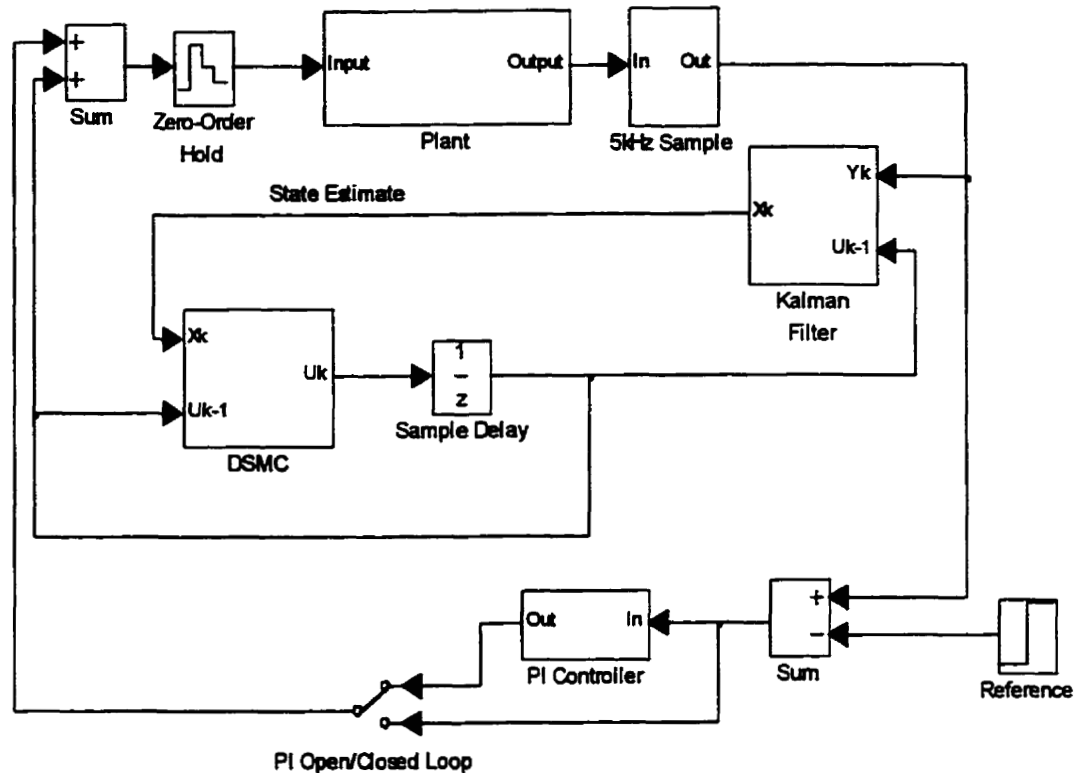 +
+
Sum
Zero-Order
Hold
Input
Output
Plant
In
Out
5kHz Sample
State Estimate
Yk
Xk
Uk-1
Kalman
Filter
Xk
Uk
Uk-1
DSMC
1
z
Sample Delay
Out
In
PI Controller
+
−
Sum
Reference
PI Open/Closed Loop